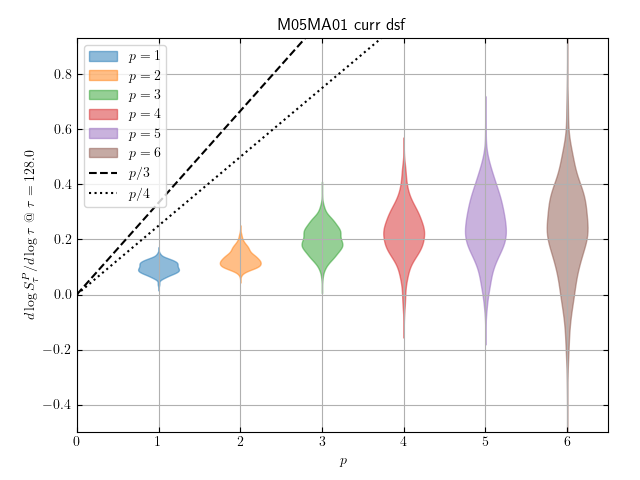 M05MA01 curr dsf
p = 1
p = 2
p = 3
p = 4
p = 5
p = 6
p/3
p/4
d log S_τ^P / d log τ @ τ = 128.0
0.8
0.6
0.4
0.2
0.0
−0.2
−0.4
0 1 2 3 4 5 6
p